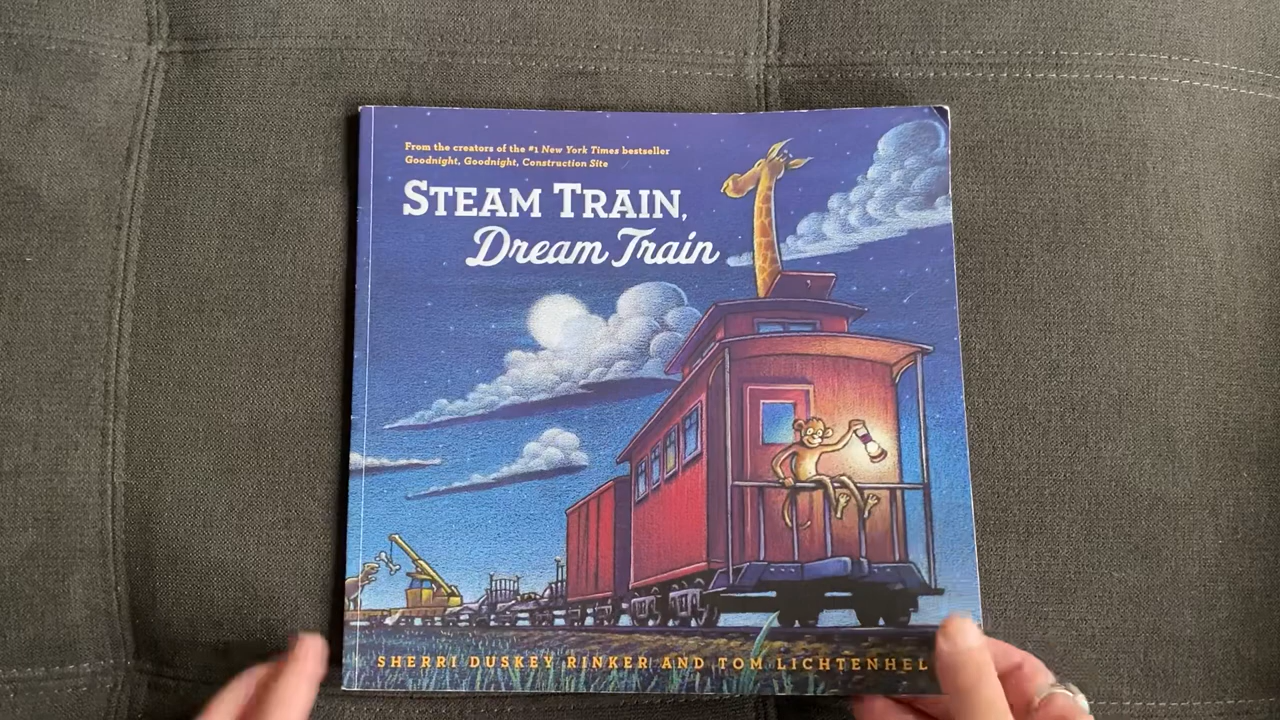 From the creators of the #1 New York Times bestseller
Goodnight, Goodnight, Construction Site
STEAM TRAIN,
Dream Train
SHERRI DUSKEY RINKER AND TOM LICHTENHEL